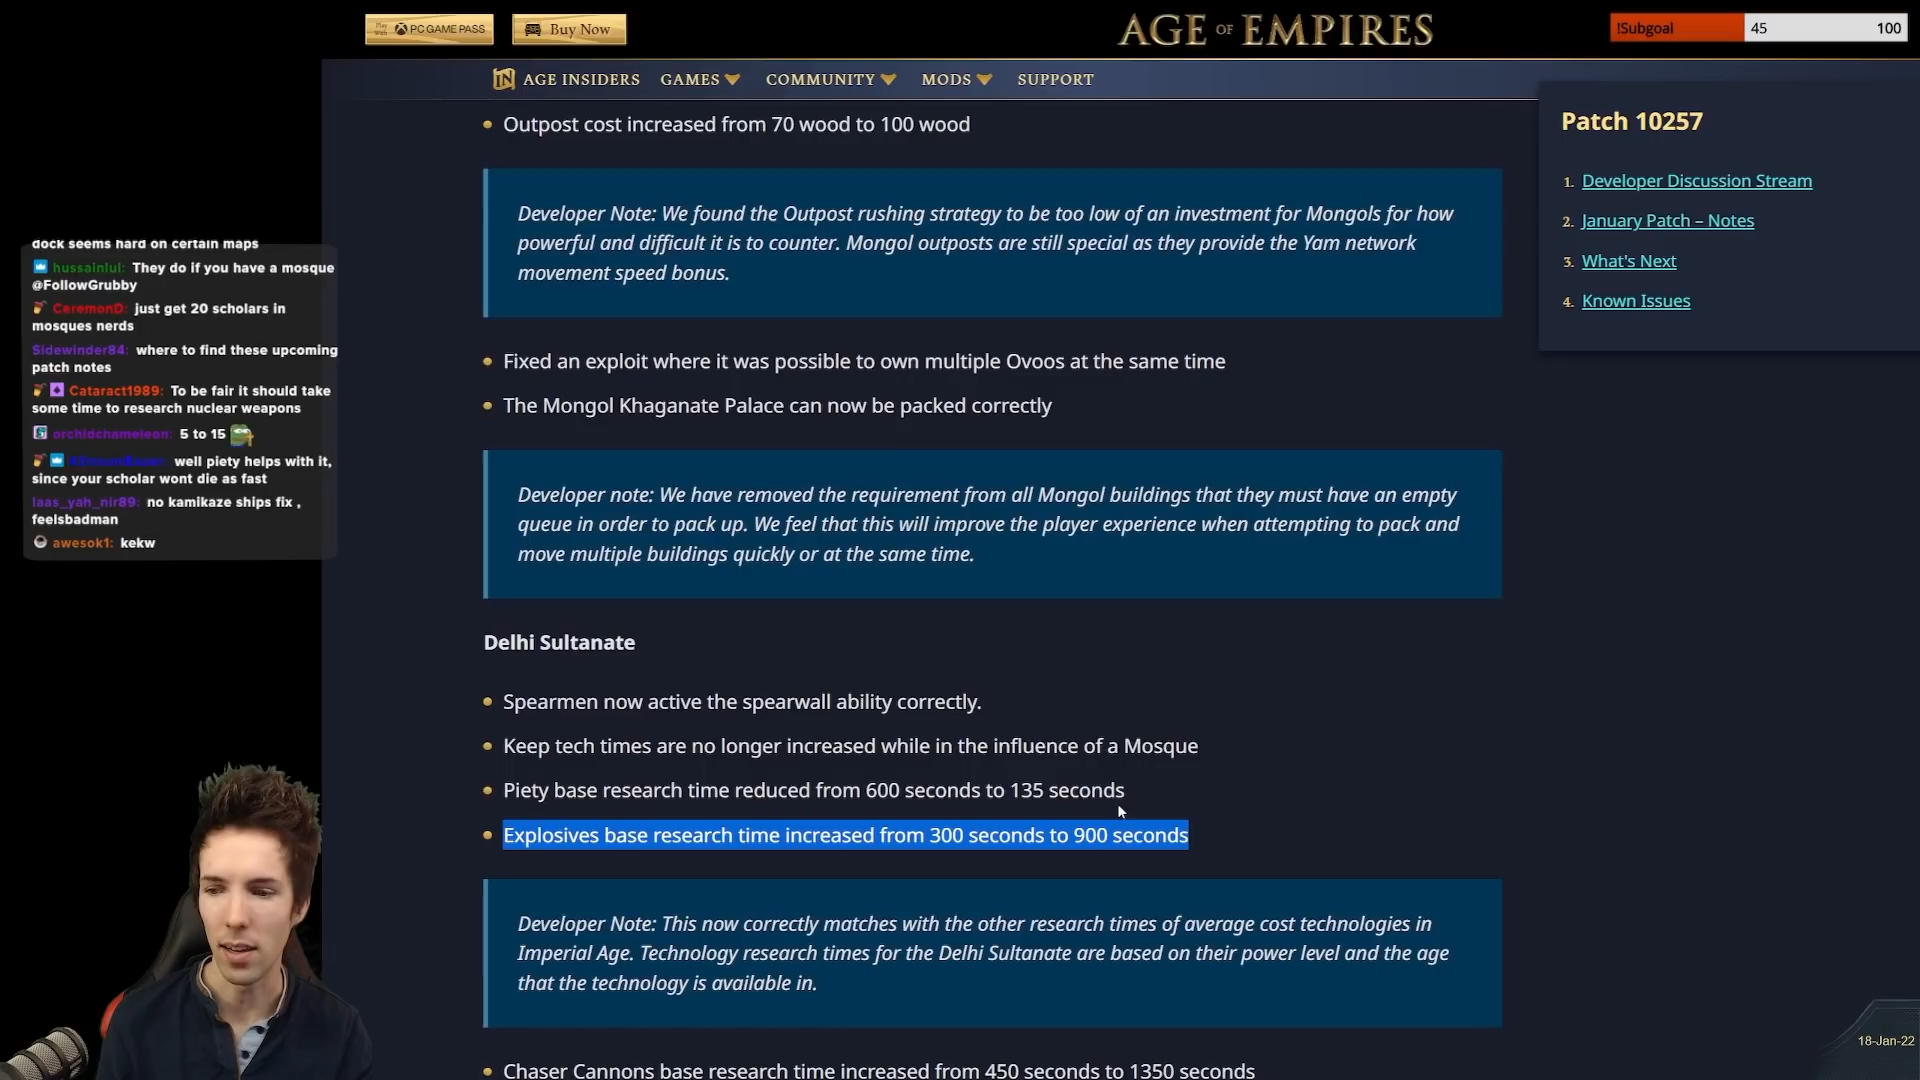 Play With PC GAME PASS
Buy Now
AGE OF EMPIRES
!Subgoal 45 100
AGE INSIDERS GAMES COMMUNITY MODS SUPPORT
Outpost cost increased from 70 wood to 100 wood
Developer Note: We found the Outpost rushing strategy to be too low of an investment for Mongols for how
powerful and difficult it is to counter. Mongol outposts are still special as they provide the Yam network
movement speed bonus.
Fixed an exploit where it was possible to own multiple Ovoos at the same time
The Mongol Khaganate Palace can now be packed correctly
Developer note: We have removed the requirement from all Mongol buildings that they must have an empty
queue in order to pack up. We feel that this will improve the player experience when attempting to pack and
move multiple buildings quickly or at the same time.
Delhi Sultanate
Spearmen now active the spearwall ability correctly.
Keep tech times are no longer increased while in the influence of a Mosque
Piety base research time reduced from 600 seconds to 135 seconds
Explosives base research time increased from 300 seconds to 900 seconds
Developer Note: This now correctly matches with the other research times of average cost technologies in
Imperial Age. Technology research times for the Delhi Sultanate are based on their power level and the age
that the technology is available in.
Chaser Cannons base research time increased from 450 seconds to 1350 seconds
Patch 10257
1. Developer Discussion Stream
2. January Patch – Notes
3. What's Next
4. Known Issues
dock seems hard on certain maps
hussainlul: They do if you have a mosque
@FollowGrubby
CeremonD: just get 20 scholars in
mosques nerds
Sidewinder84: where to find these upcoming
patch notes
Cataract1989: To be fair it should take
some time to research nuclear weapons
orchidchameleon: 5 to 15
well piety helps with it,
since your scholar wont die as fast
laas_yah_nir89: no kamikaze ships fix ,
feelsbadman
awesok1: kekw
18-Jan-22